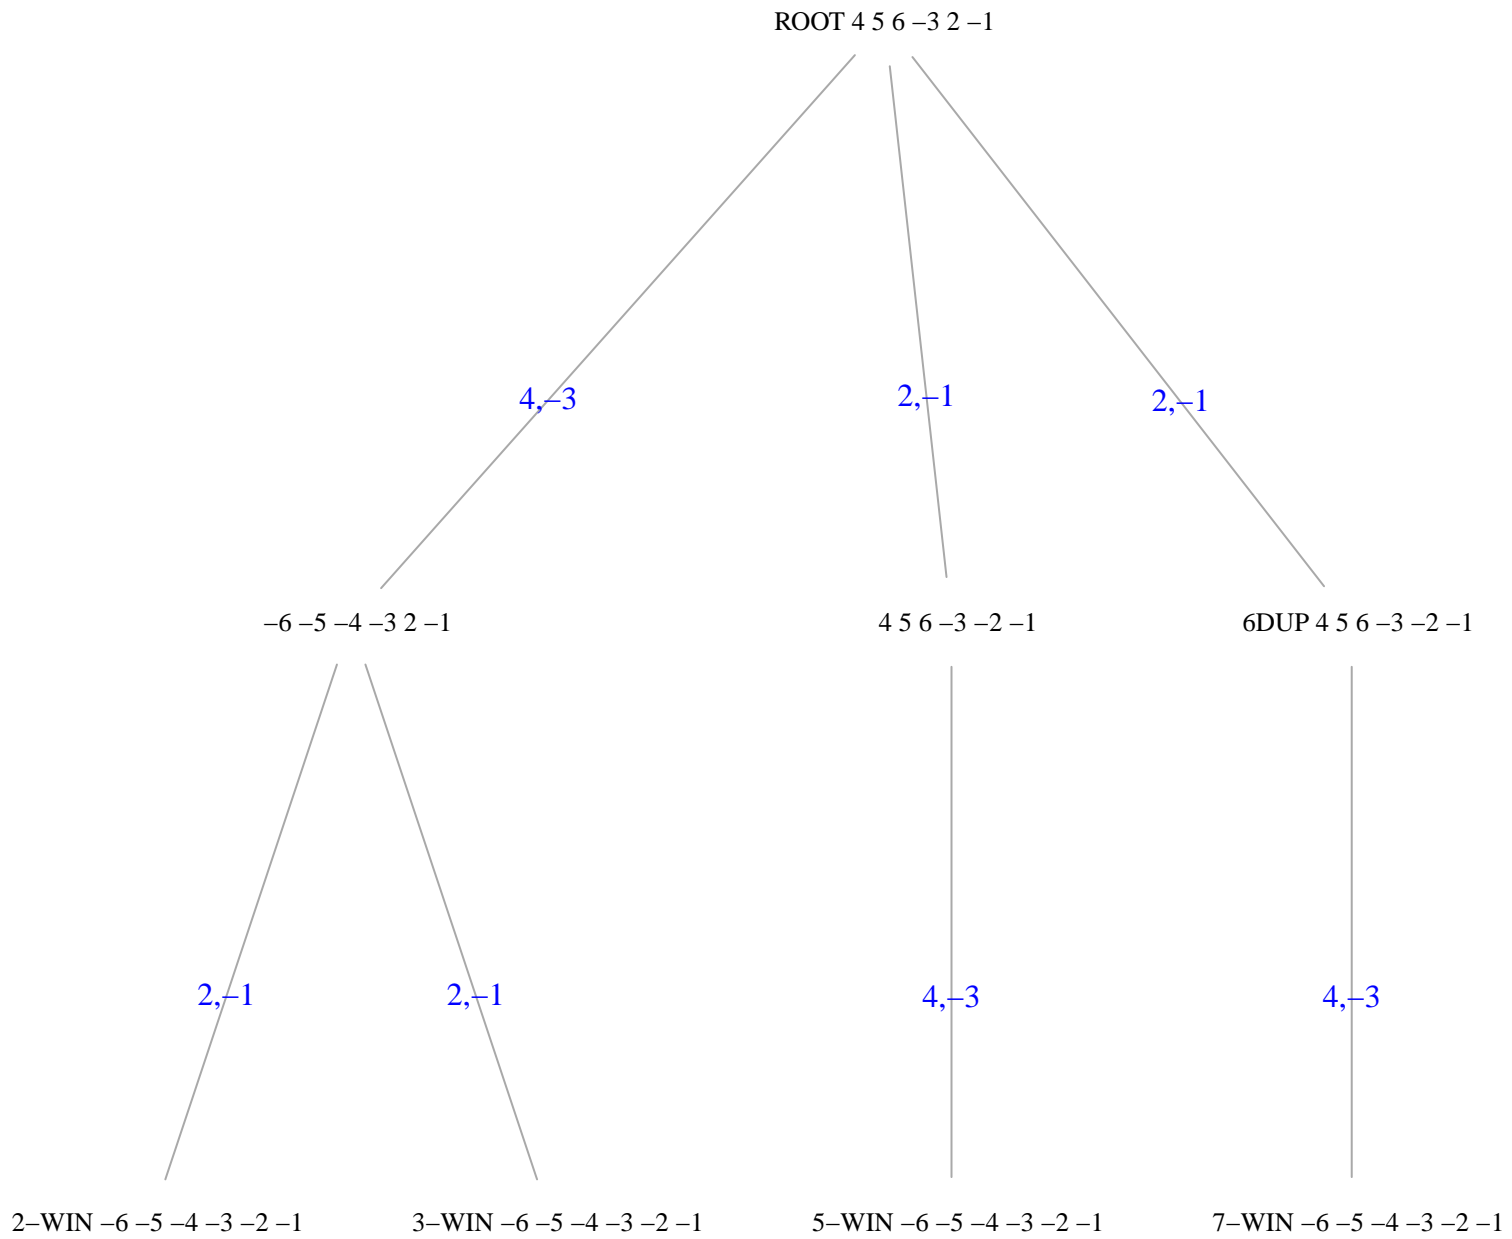 ROOT 4 5 6 –3 2 –1
4,–3
2,–1
2,–1
–6 –5 –4 –3 2 –1
4 5 6 –3 –2 –1
6DUP 4 5 6 –3 –2 –1
2,–1
2,–1
4,–3
4,–3
2–WIN –6 –5 –4 –3 –2 –1
3–WIN –6 –5 –4 –3 –2 –1
5–WIN –6 –5 –4 –3 –2 –1
7–WIN –6 –5 –4 –3 –2 –1